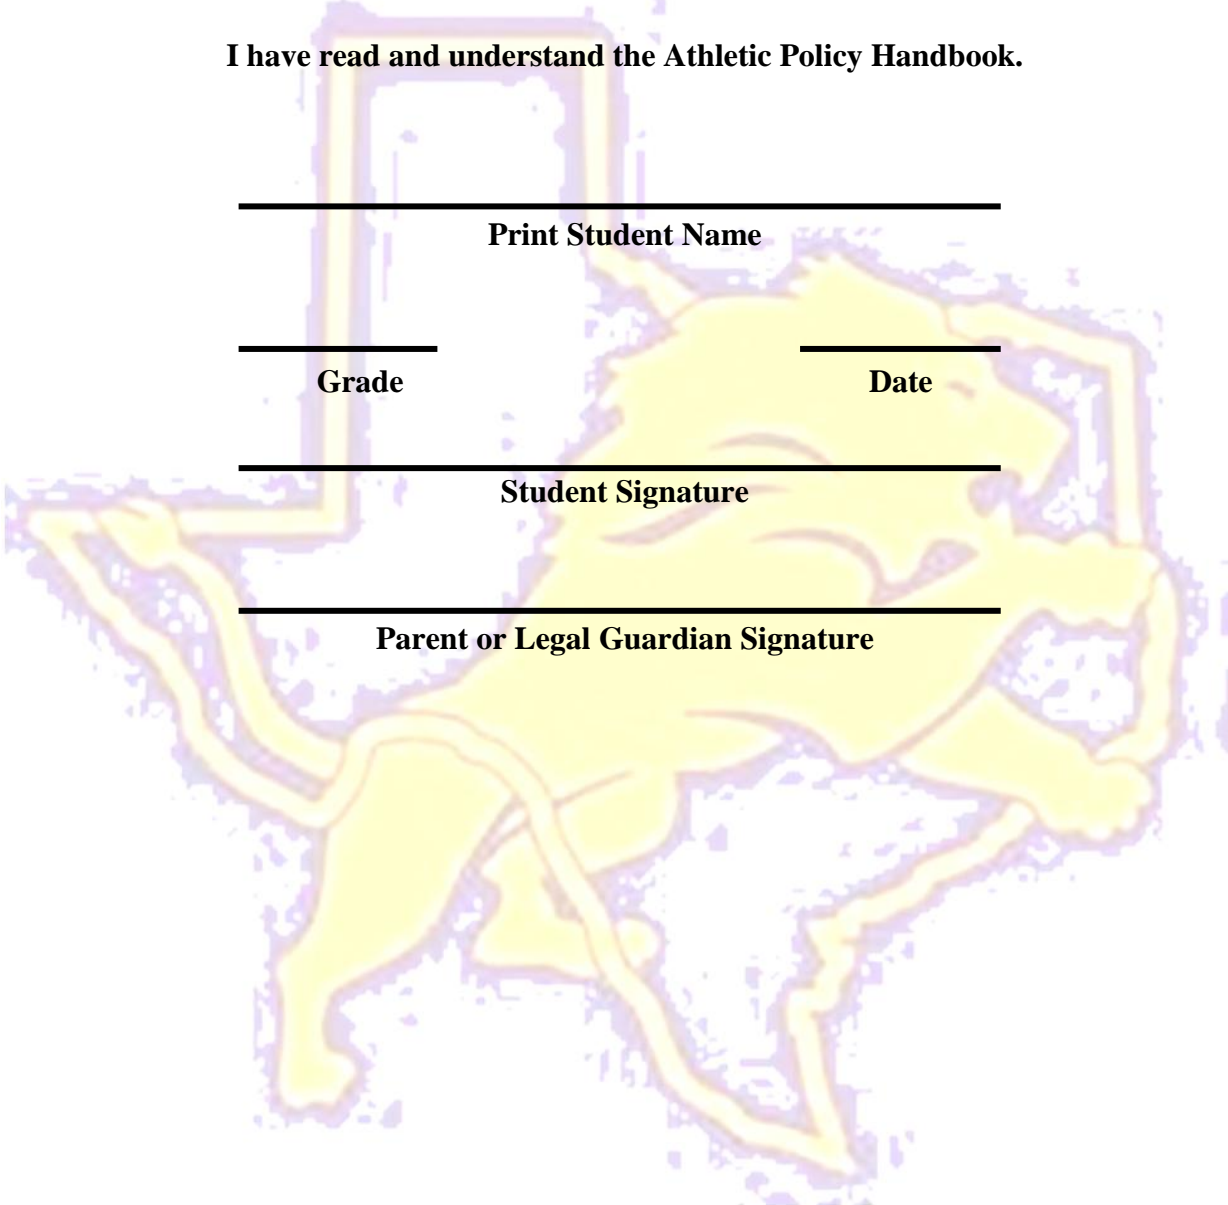 I have read and understand the Athletic Policy Handbook.
Print Student Name
Grade Date
Student Signature
Parent or Legal Guardian Signature